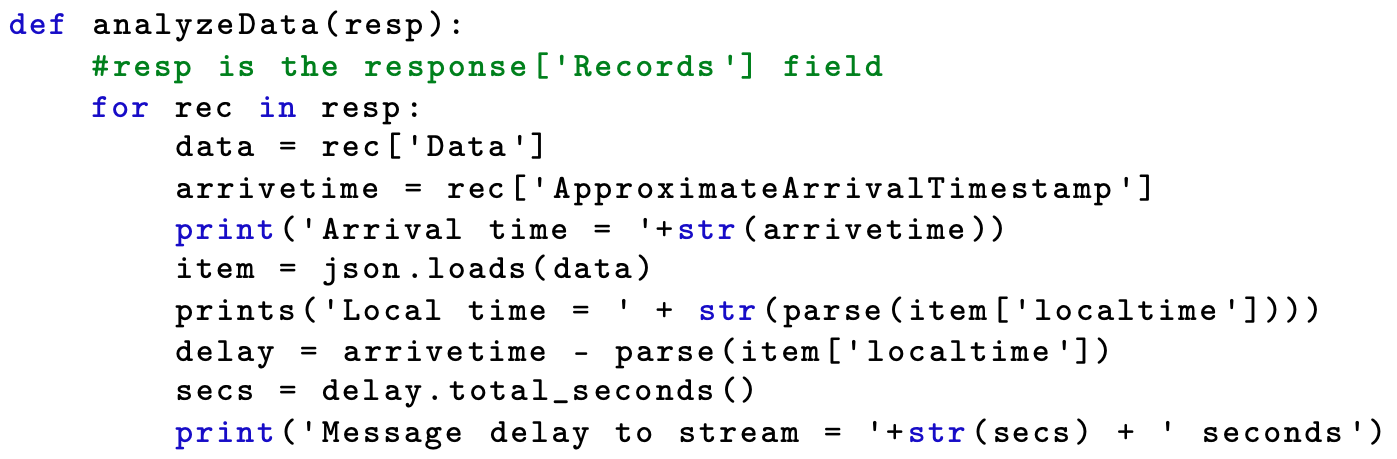 def analyzeData(resp):
    #resp is the response['Records'] field
    for rec in resp:
        data = rec['Data']
        arrivetime = rec['ApproximateArrivalTimestamp']
        print('Arrival time = '+str(arrivetime))
        item = json.loads(data)
        prints('Local time = ' + str(parse(item['localtime'])))
        delay = arrivetime - parse(item['localtime'])
        secs = delay.total_seconds()
        print('Message delay to stream = '+str(secs) + ' seconds')